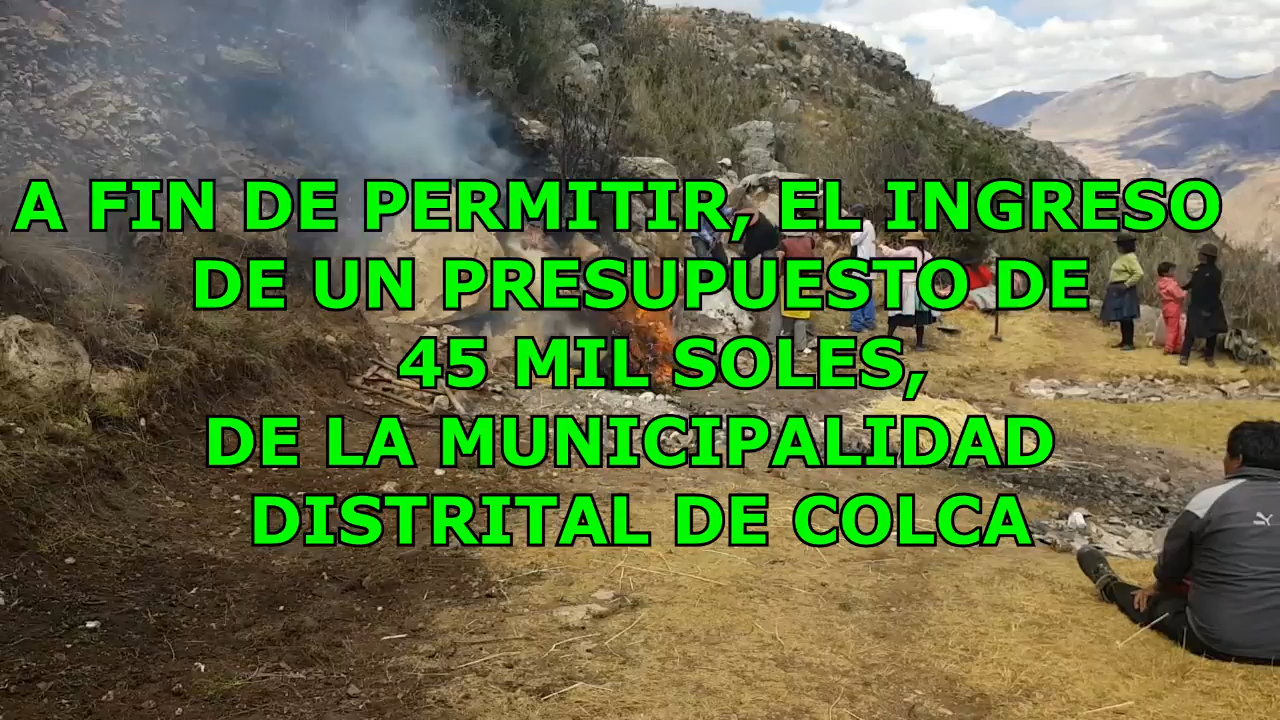 A FIN DE PERMITIR, EL INGRESO
DE UN PRESUPUESTO DE
45 MIL SOLES,
DE LA MUNICIPALIDAD
DISTRITAL DE COLCA